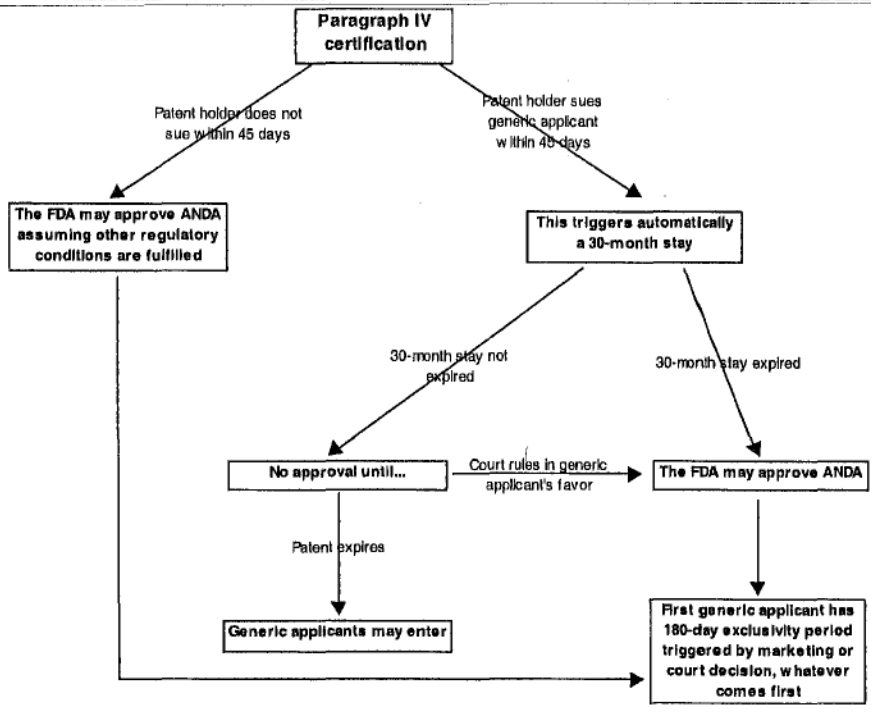 Paragraph IV
certification
Patent holder does not
sue within 45 days
Patent holder sues
generic applicant
within 45 days
The FDA may approve ANDA
assuming other regulatory
conditions are fulfilled
This triggers automatically
a 30-month stay
30-month stay not
expired
30-month stay expired
No approval until...
Court rules in generic
applicant's favor
The FDA may approve ANDA
Patent expires
Generic applicants may enter
First generic applicant has
180-day exclusivity period
triggered by marketing or
court decision, whatever
comes first